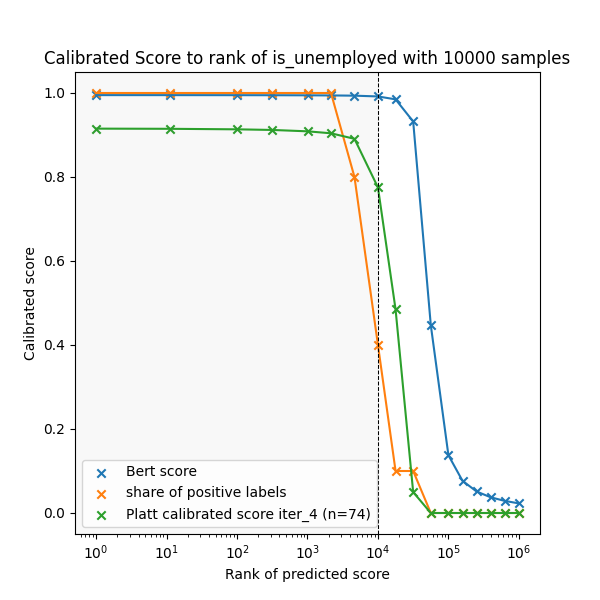 Calibrated Score to rank of is_unemployed with 10000 samples
1.0
0.8
0.6
0.4
0.2
0.0
Calibrated score
Bert score
share of positive labels
Platt calibrated score iter_4 (n=74)
10⁰ 10¹ 10² 10³ 10⁴ 10⁵ 10⁶
Rank of predicted score